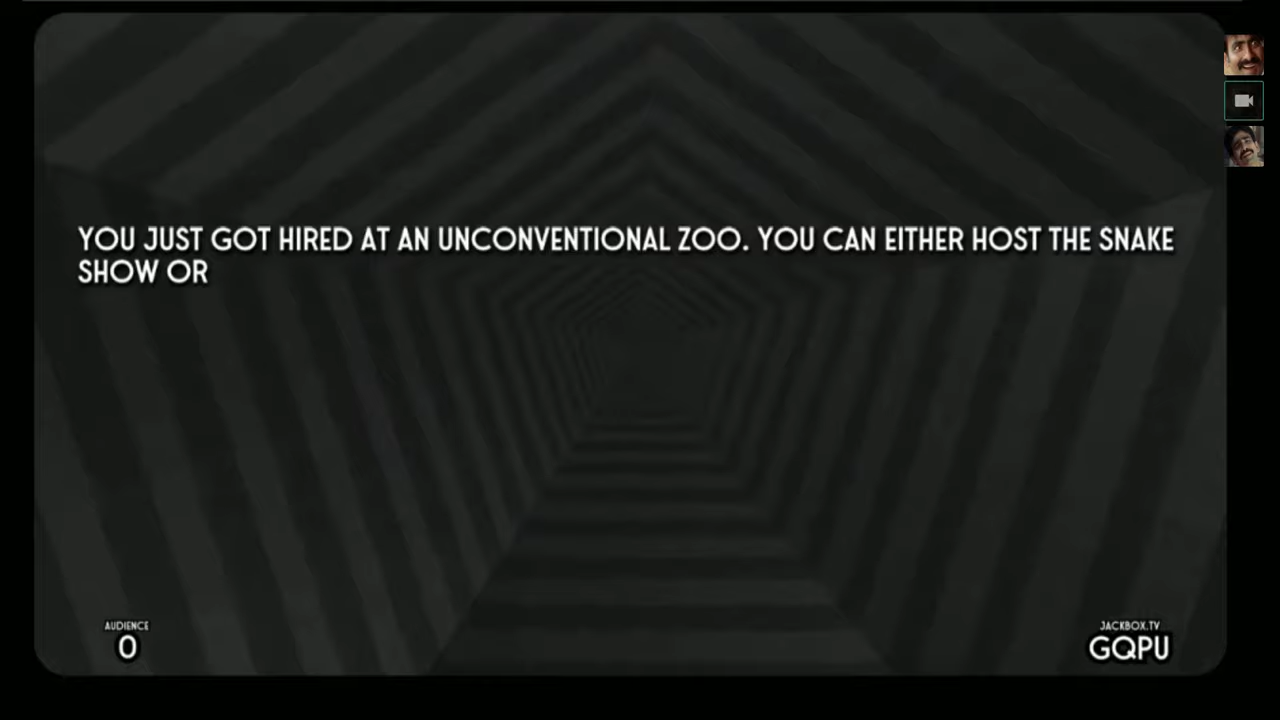 YOU JUST GOT HIRED AT AN UNCONVENTIONAL ZOO. YOU CAN EITHER HOST THE SNAKE
SHOW OR
AUDIENCE
0
JACKBOX.TV
GQPU